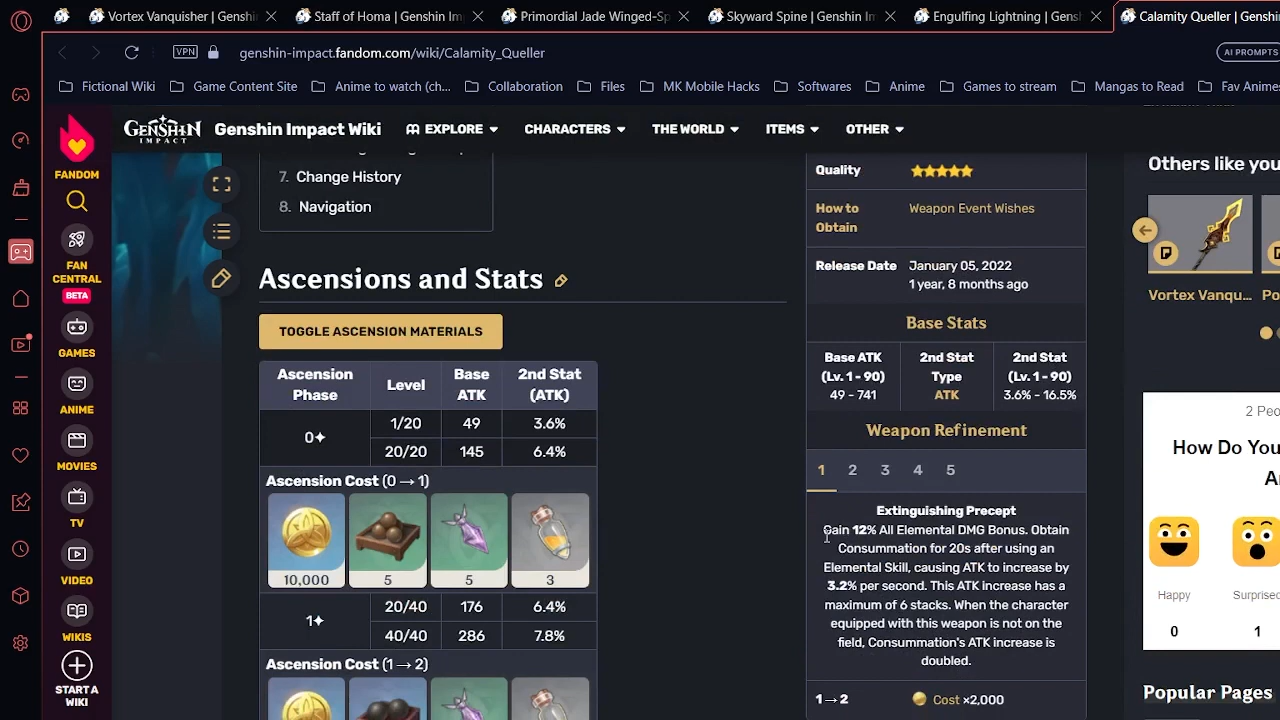 Vortex Vanquisher | Genshi
Staff of Homa | Genshin Im
Primordial Jade Winged-Sp
Skyward Spine | Genshin I
Engulfing Lightning | Gensh
Calamity Queller | Genshi
VPN
genshin-impact.fandom.com/wiki/Calamity_Queller
AI PROMPTS
Fictional Wiki
Game Content Site
Anime to watch (ch...
Collaboration
Files
MK Mobile Hacks
Softwares
Anime
Games to stream
Mangas to Read
Fav Animes
GENSHIN
IMPACT
Genshin Impact Wiki
EXPLORE
CHARACTERS
THE WORLD
ITEMS
OTHER
FANDOM
FAN
CENTRAL
BETA
GAMES
ANIME
MOVIES
TV
VIDEO
WIKIS
START A
WIKI
7. Change History
8. Navigation
Ascensions and Stats
TOGGLE ASCENSION MATERIALS
Ascension Phase Level Base ATK 2nd Stat (ATK)
0✦ 1/20 49 3.6%
20/20 145 6.4%
Ascension Cost (0 → 1)
10,000 5 5 3
1✦ 20/40 176 6.4%
40/40 286 7.8%
Ascension Cost (1 → 2)
Quality
How to Obtain Weapon Event Wishes
Release Date January 05, 2022
1 year, 8 months ago
Base Stats
Base ATK (Lv. 1 - 90) 2nd Stat Type 2nd Stat (Lv. 1 - 90)
49 - 741 ATK 3.6% - 16.5%
Weapon Refinement
1 2 3 4 5
Extinguishing Precept
Gain 12% All Elemental DMG Bonus. Obtain
Consummation for 20s after using an
Elemental Skill, causing ATK to increase by
3.2% per second. This ATK increase has a
maximum of 6 stacks. When the character
equipped with this weapon is not on the
field, Consummation's ATK increase is
doubled.
1 → 2 Cost ×2,000
Others like you
Vortex Vanqu...
Po
2 Peo
How Do You
A
Happy
Surprised
0
1
Popular Pages